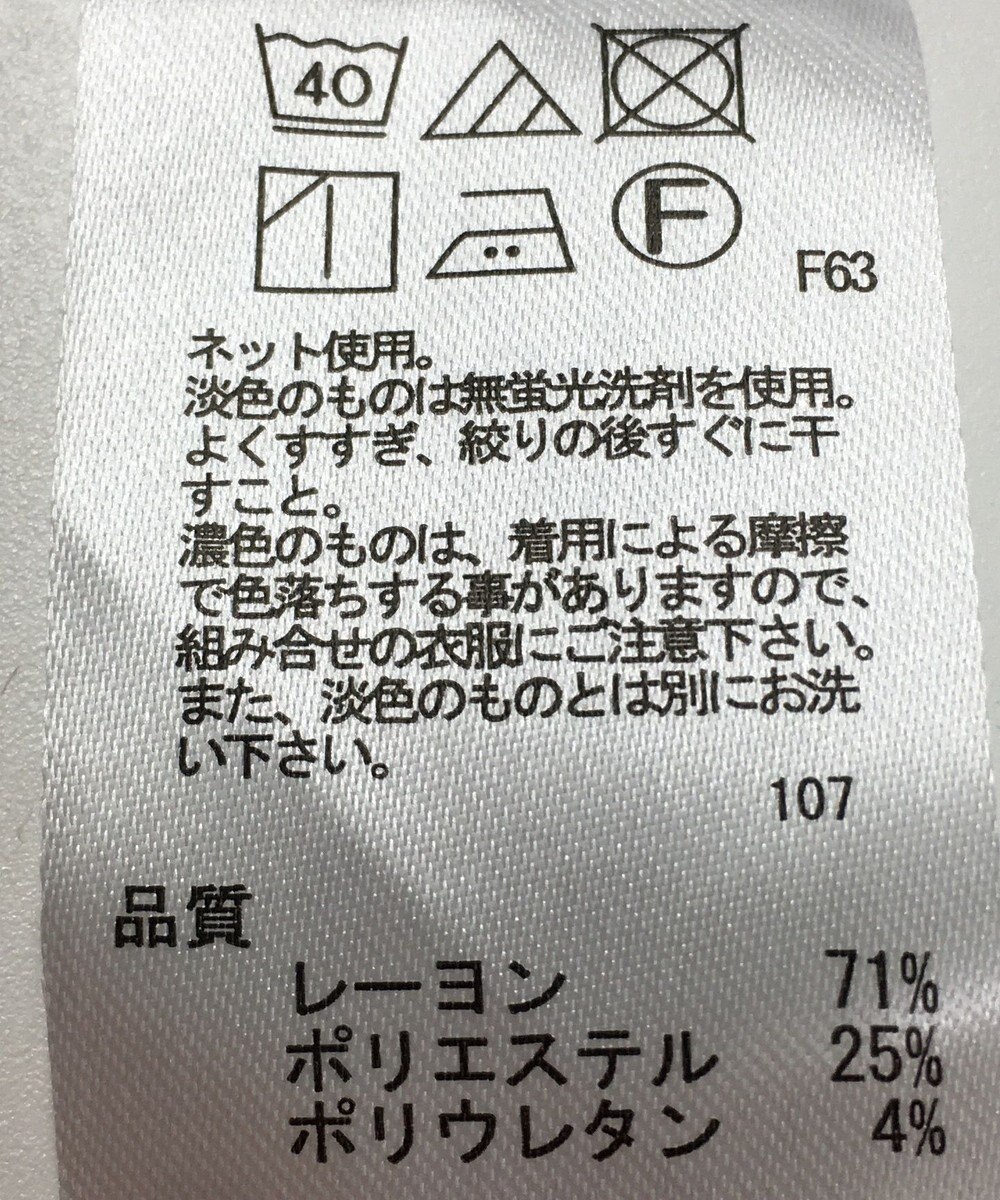 40
F
F63
ネット使用。
淡色のものは無蛍光洗剤を使用。
よくすすぎ、絞りの後すぐに干
すこと。
濃色のものは、着用による摩擦
で色落ちする事がありますので、
組み合せの衣服にご注意下さい。
また、淡色のものとは別にお洗
い下さい。
107
品質
レーヨン 71%
ポリエステル 25%
ポリウレタン 4%